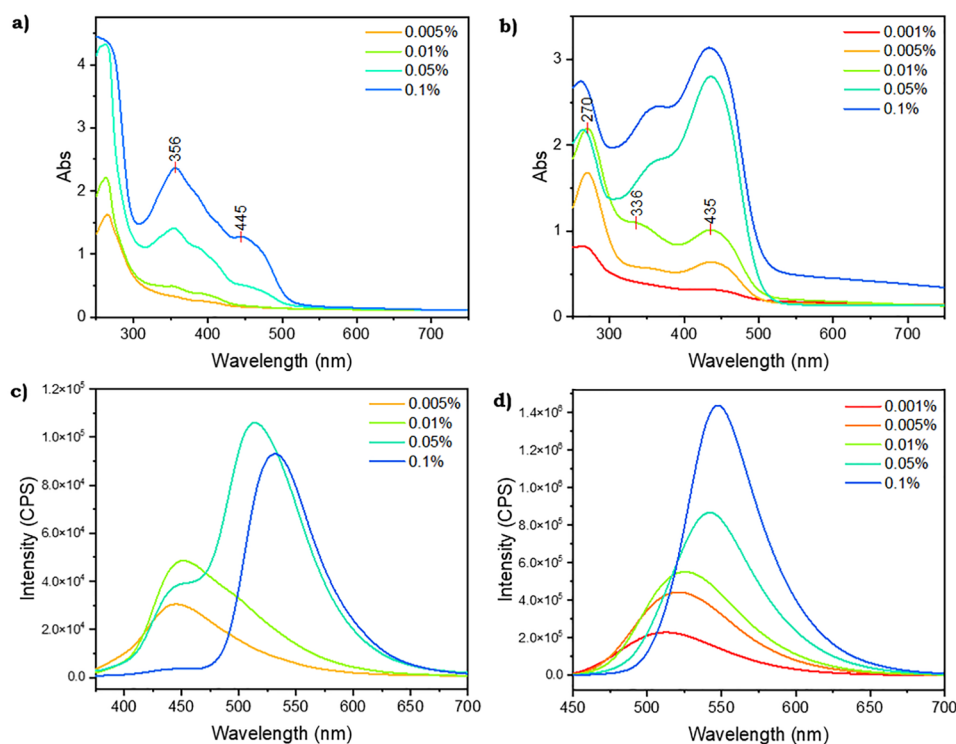 a)
0.005%
0.01%
0.05%
0.1%
356
445
Abs
4
3
2
1
0
300 400 500 600 700
Wavelength (nm)
b)
0.001%
0.005%
0.01%
0.05%
0.1%
270
336
435
Abs
3
2
1
0
300 400 500 600 700
Wavelength (nm)
c)
0.005%
0.01%
0.05%
0.1%
Intensity (CPS)
1.2×10⁵
1.0×10⁵
8.0×10⁴
6.0×10⁴
4.0×10⁴
2.0×10⁴
0.0
400 450 500 550 600 650 700
Wavelength (nm)
d)
0.001%
0.005%
0.01%
0.05%
0.1%
Intensity (CPS)
1.4×10⁶
1.2×10⁶
1.0×10⁶
8.0×10⁵
6.0×10⁵
4.0×10⁵
2.0×10⁵
0.0
450 500 550 600 650 700
Wavelength (nm)